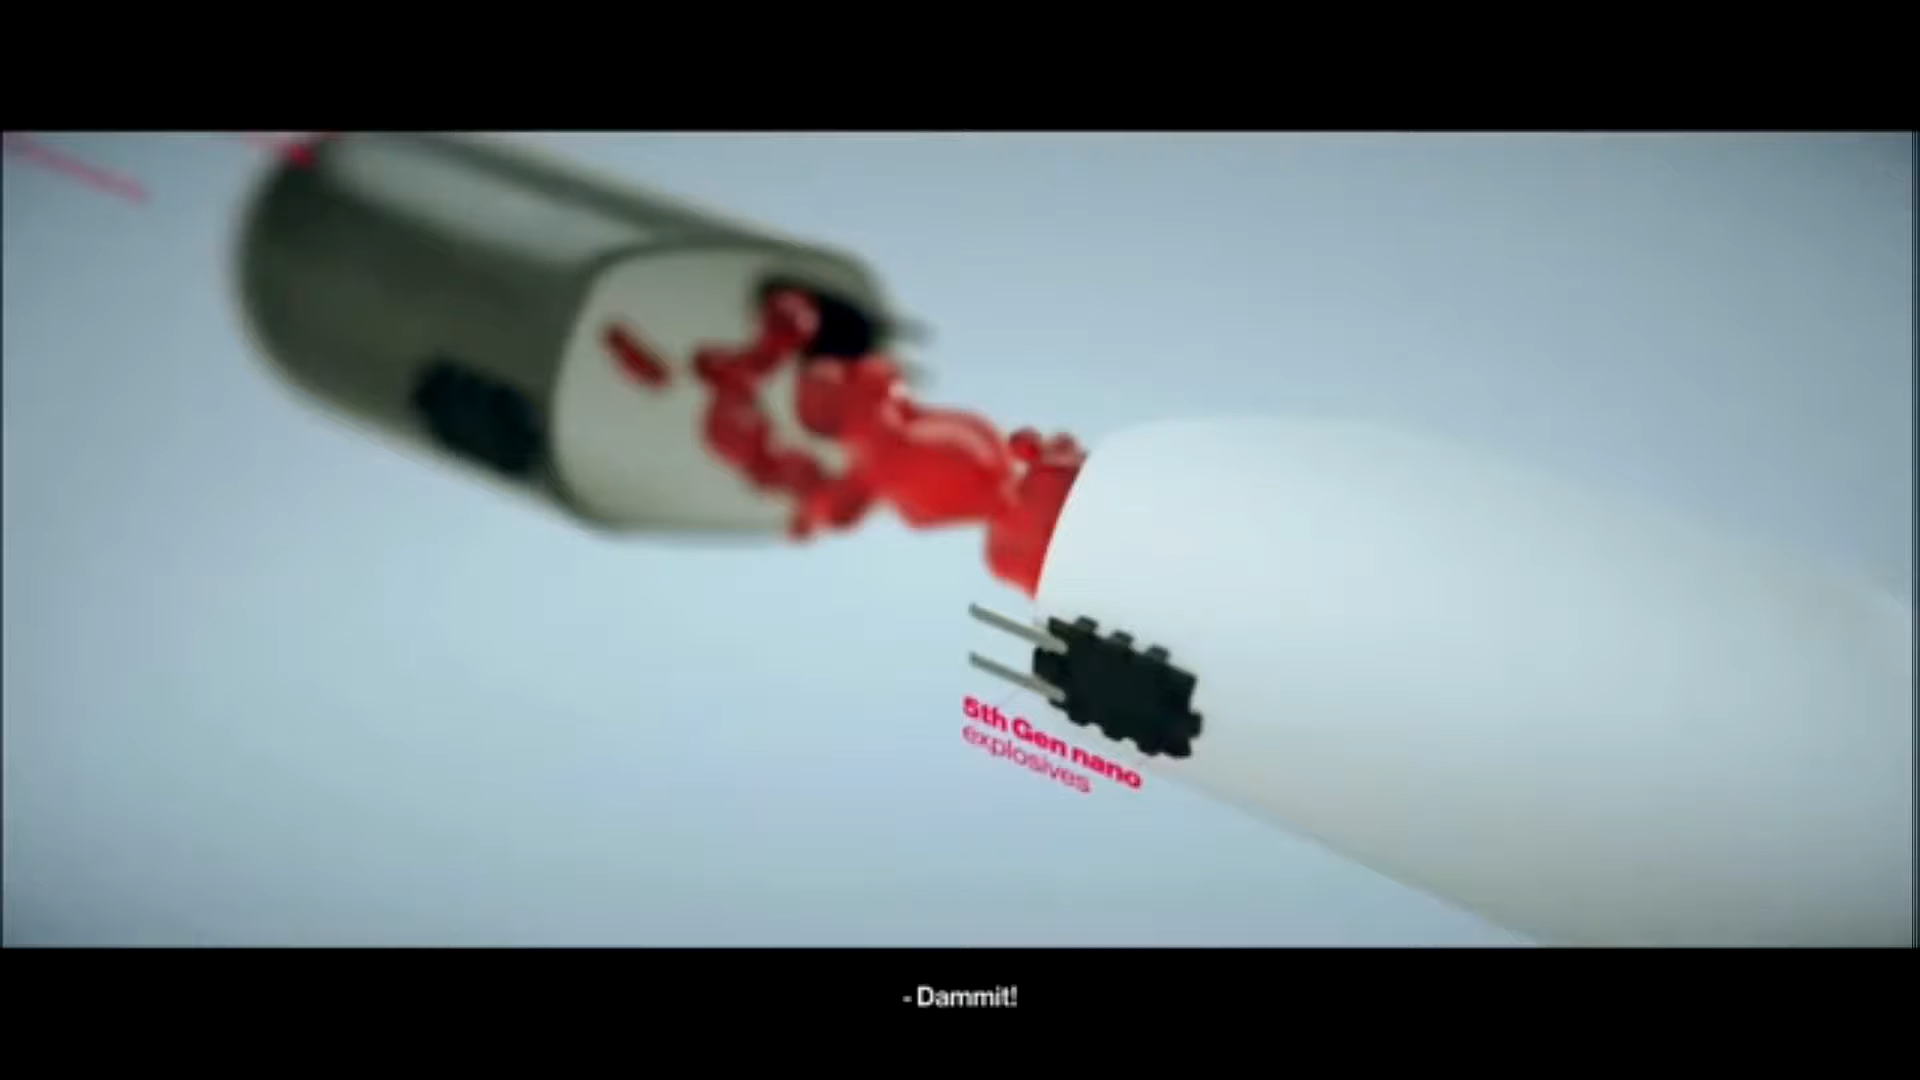 5th Gen nano
explosives
- Dammit!